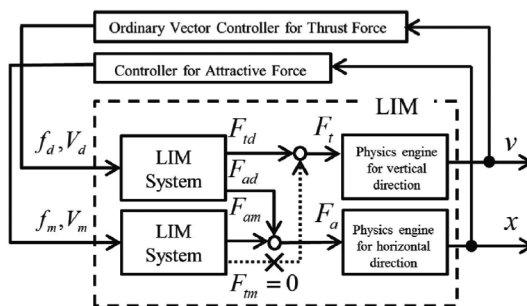 Ordinary Vector Controller for Thrust Force
Controller for Attractive Force
LIM
f_d, V_d
LIM
System
F_td
F_ad
F_t
Physics engine
for vertical
direction
v
f_m, V_m
LIM
System
F_am
F_a
Physics engine
for horizontal
direction
x
F_tm = 0